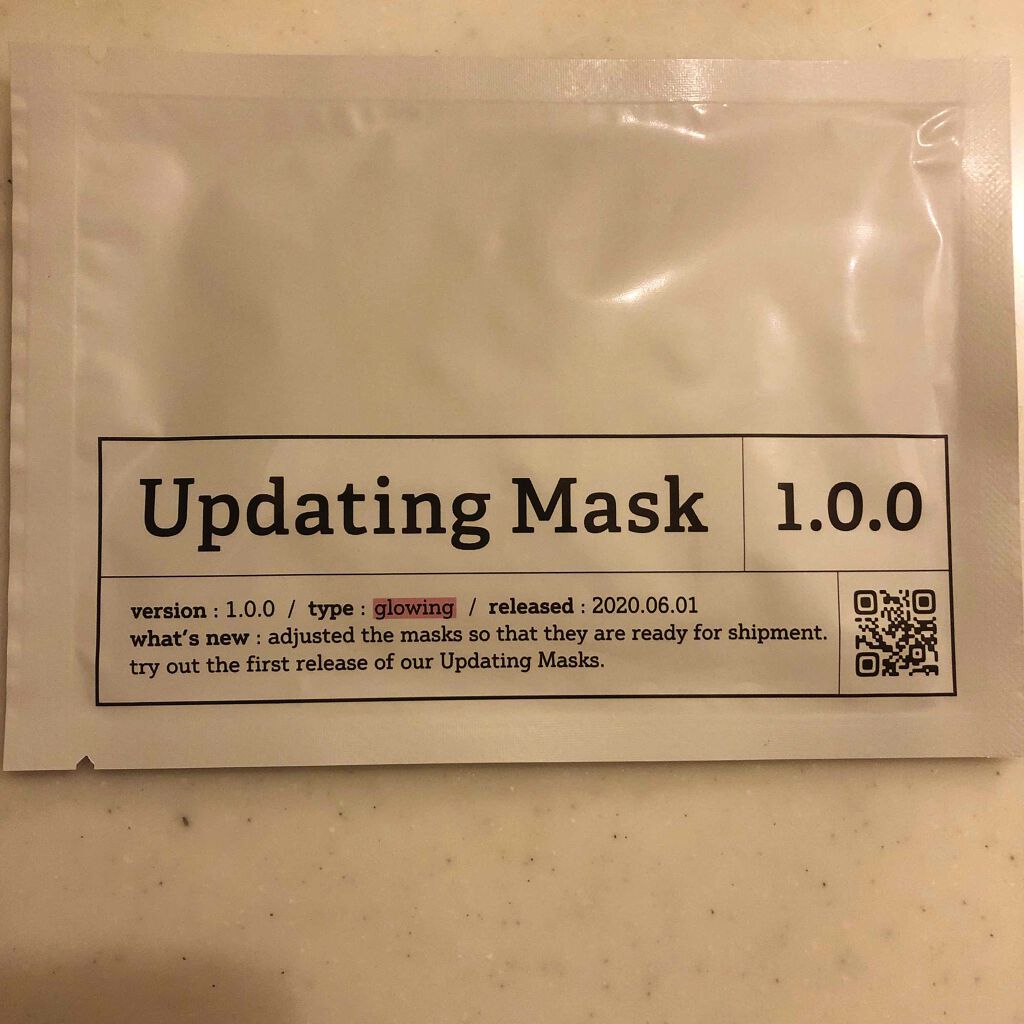 Updating Mask 1.0.0
version : 1.0.0 / type : glowing / released : 2020.06.01
what's new : adjusted the masks so that they are ready for shipment.
try out the first release of our Updating Masks.